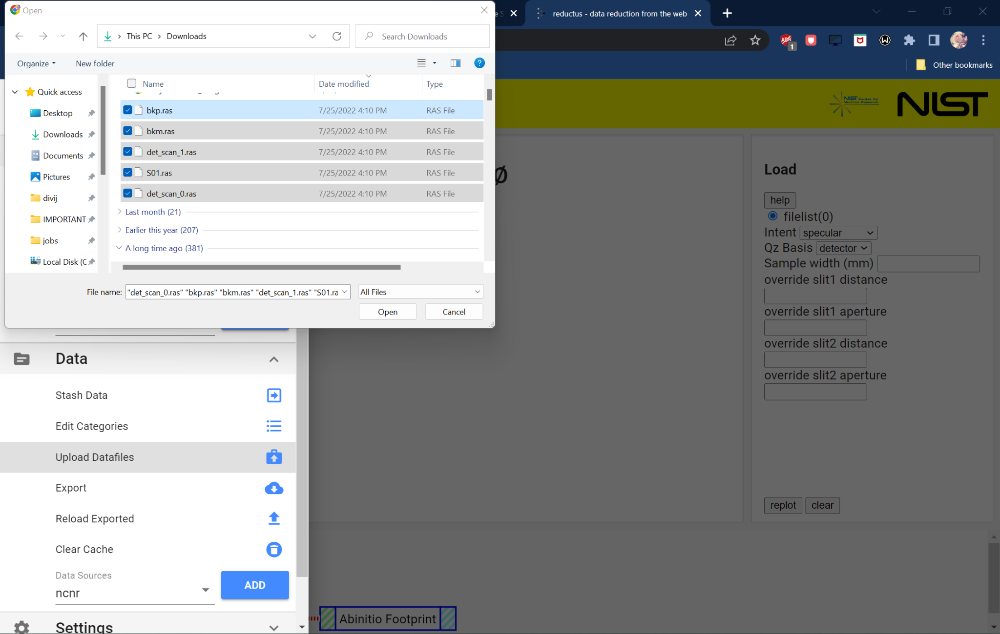 Open
This PC > Downloads
Search Downloads
Organize
New folder
Name
Date modified
Type
Quick access
Desktop
Downloads
Documents
Pictures
divij
IMPORTANT
jobs
Local Disk (C
bkp.ras 7/25/2022 4:10 PM RAS File
bkm.ras 7/25/2022 4:10 PM RAS File
det_scan_1.ras 7/25/2022 4:10 PM RAS File
S01.ras 7/25/2022 4:10 PM RAS File
det_scan_0.ras 7/25/2022 4:10 PM RAS File
Last month (21)
Earlier this year (207)
A long time ago (381)
File name: "det_scan_0.ras" "bkp.ras" "bkm.ras" "det_scan_1.ras" "S01.ra
All Files
Open
Cancel
e S
reductus - data reduction from the web
1
Other bookmarks
NIST Center for
Neutron Research
NIST
Ø
Load
help
filelist(0)
Intent specular
Qz Basis detector
Sample width (mm)
override slit1 distance
override slit1 aperture
override slit2 distance
override slit2 aperture
replot clear
Data
Stash Data
Edit Categories
Upload Datafiles
Export
Reload Exported
Clear Cache
Data Sources
ncnr
ADD
Settings
Abinitio Footprint